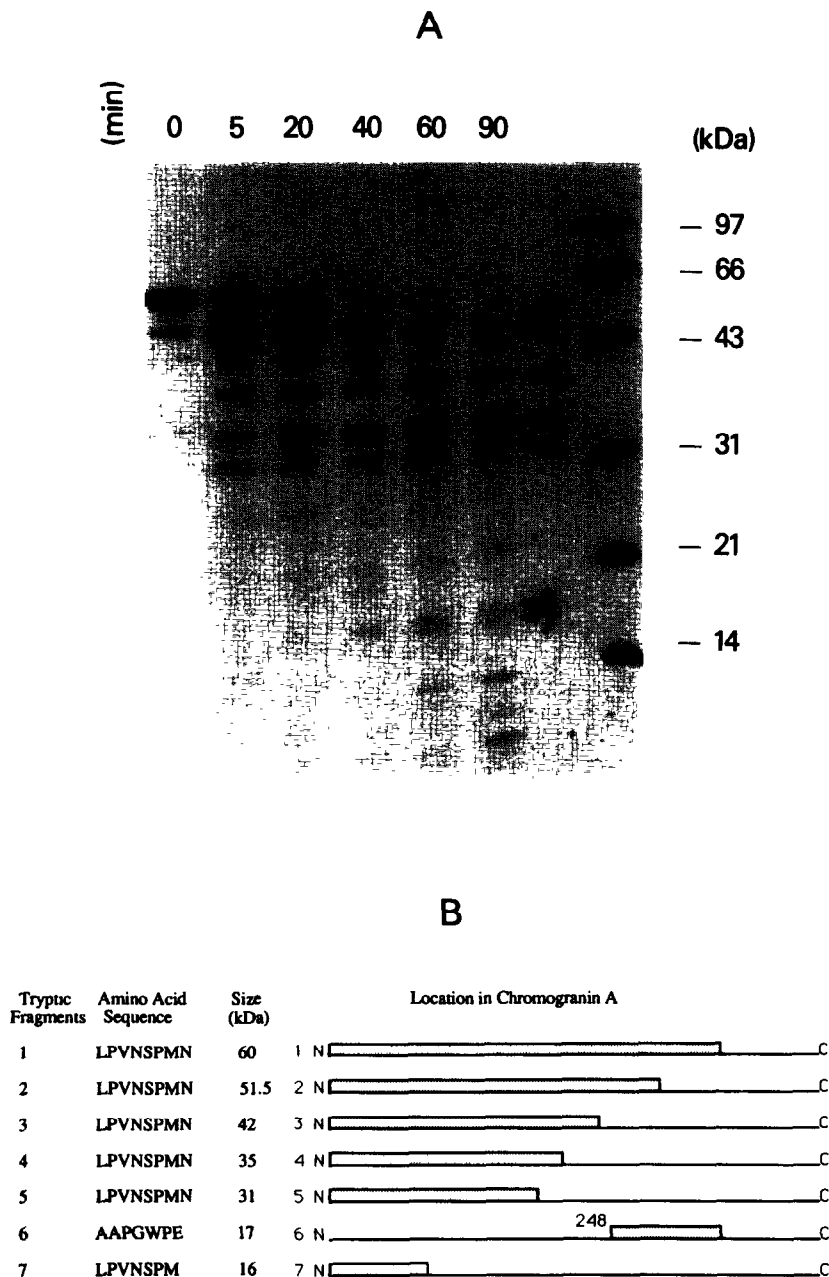 A
(min) 0 5 20 40 60 90 (kDa)
— 97
— 66
— 43
— 31
— 21
— 14
B
Tryptic Fragments Amino Acid Sequence Size (kDa) Location in Chromogranin A
1 LPVNSPMN 60 1 N C
2 LPVNSPMN 51.5 2 N C
3 LPVNSPMN 42 3 N C
4 LPVNSPMN 35 4 N C
5 LPVNSPMN 31 5 N C
6 AAPGWPE 17 6 N 248 C
7 LPVNSPM 16 7 N C